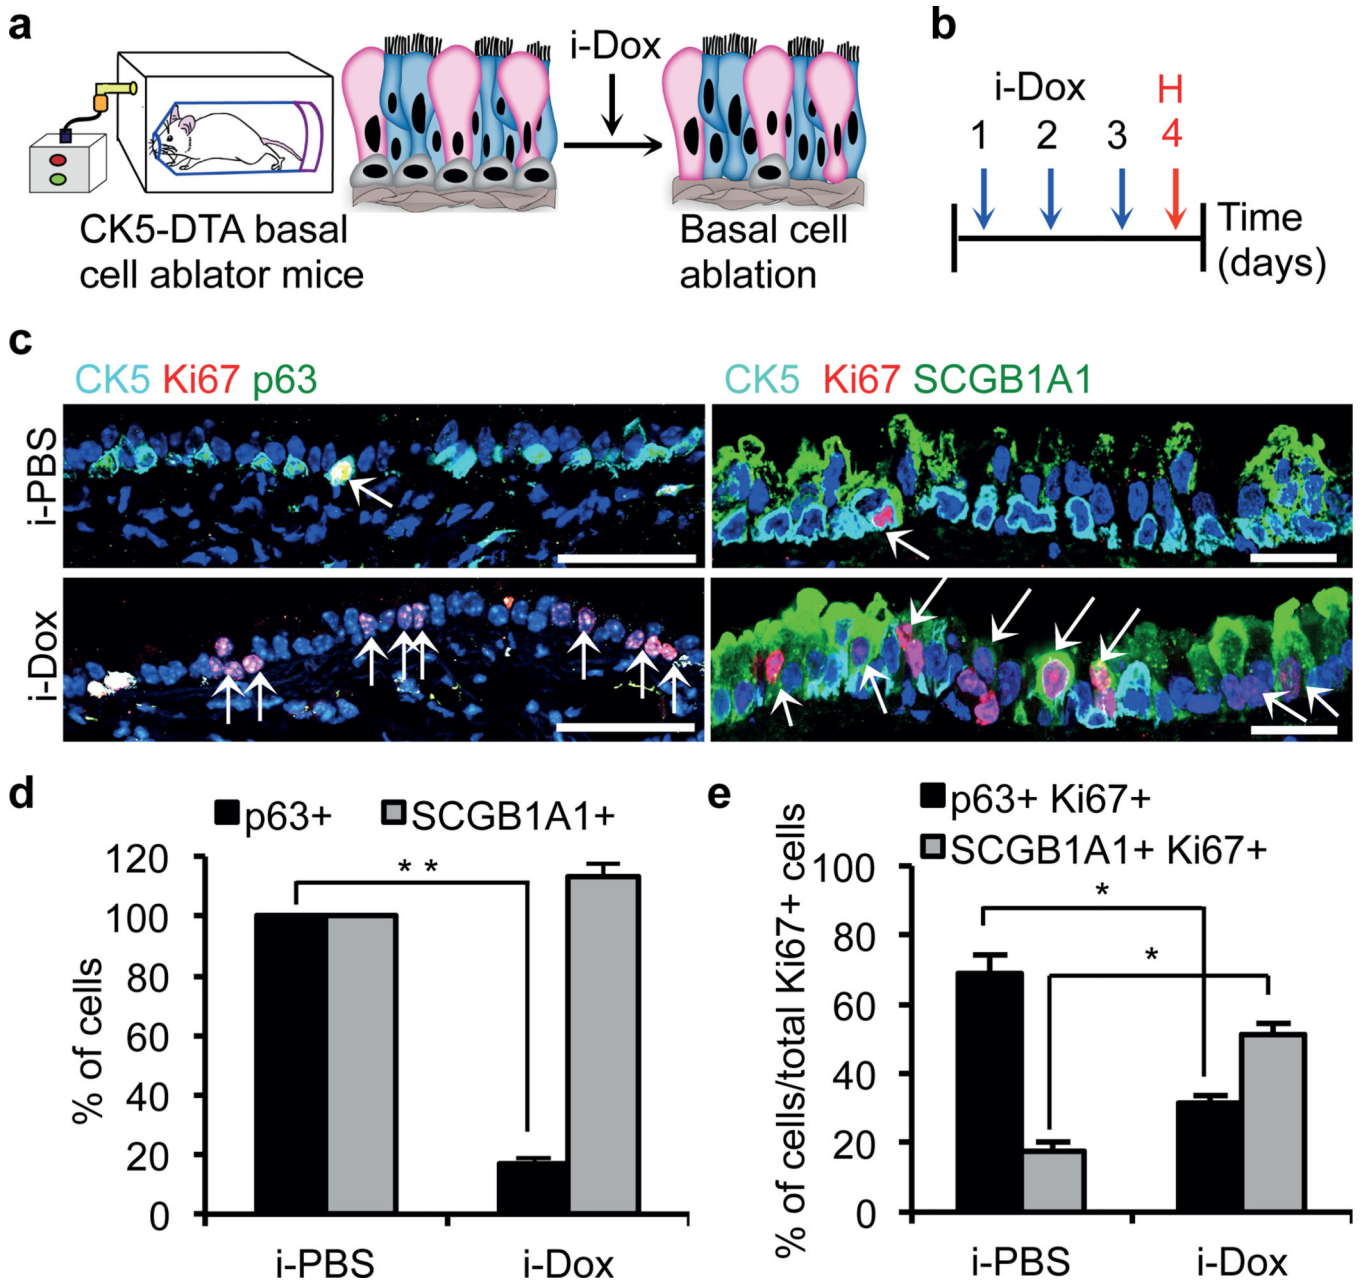 a
i-Dox
CK5-DTA basal
cell ablator mice
Basal cell
ablation
b
i-Dox H
1 2 3 4
Time
(days)
c
CK5 Ki67 p63
CK5 Ki67 SCGB1A1
i-PBS
i-Dox
d
p63+ SCGB1A1+
% of cells
120
100
80
60
40
20
0
* *
i-PBS i-Dox
e
p63+ Ki67+
SCGB1A1+ Ki67+
% of cells/total Ki67+ cells
100
80
60
40
20
0
*
*
i-PBS i-Dox